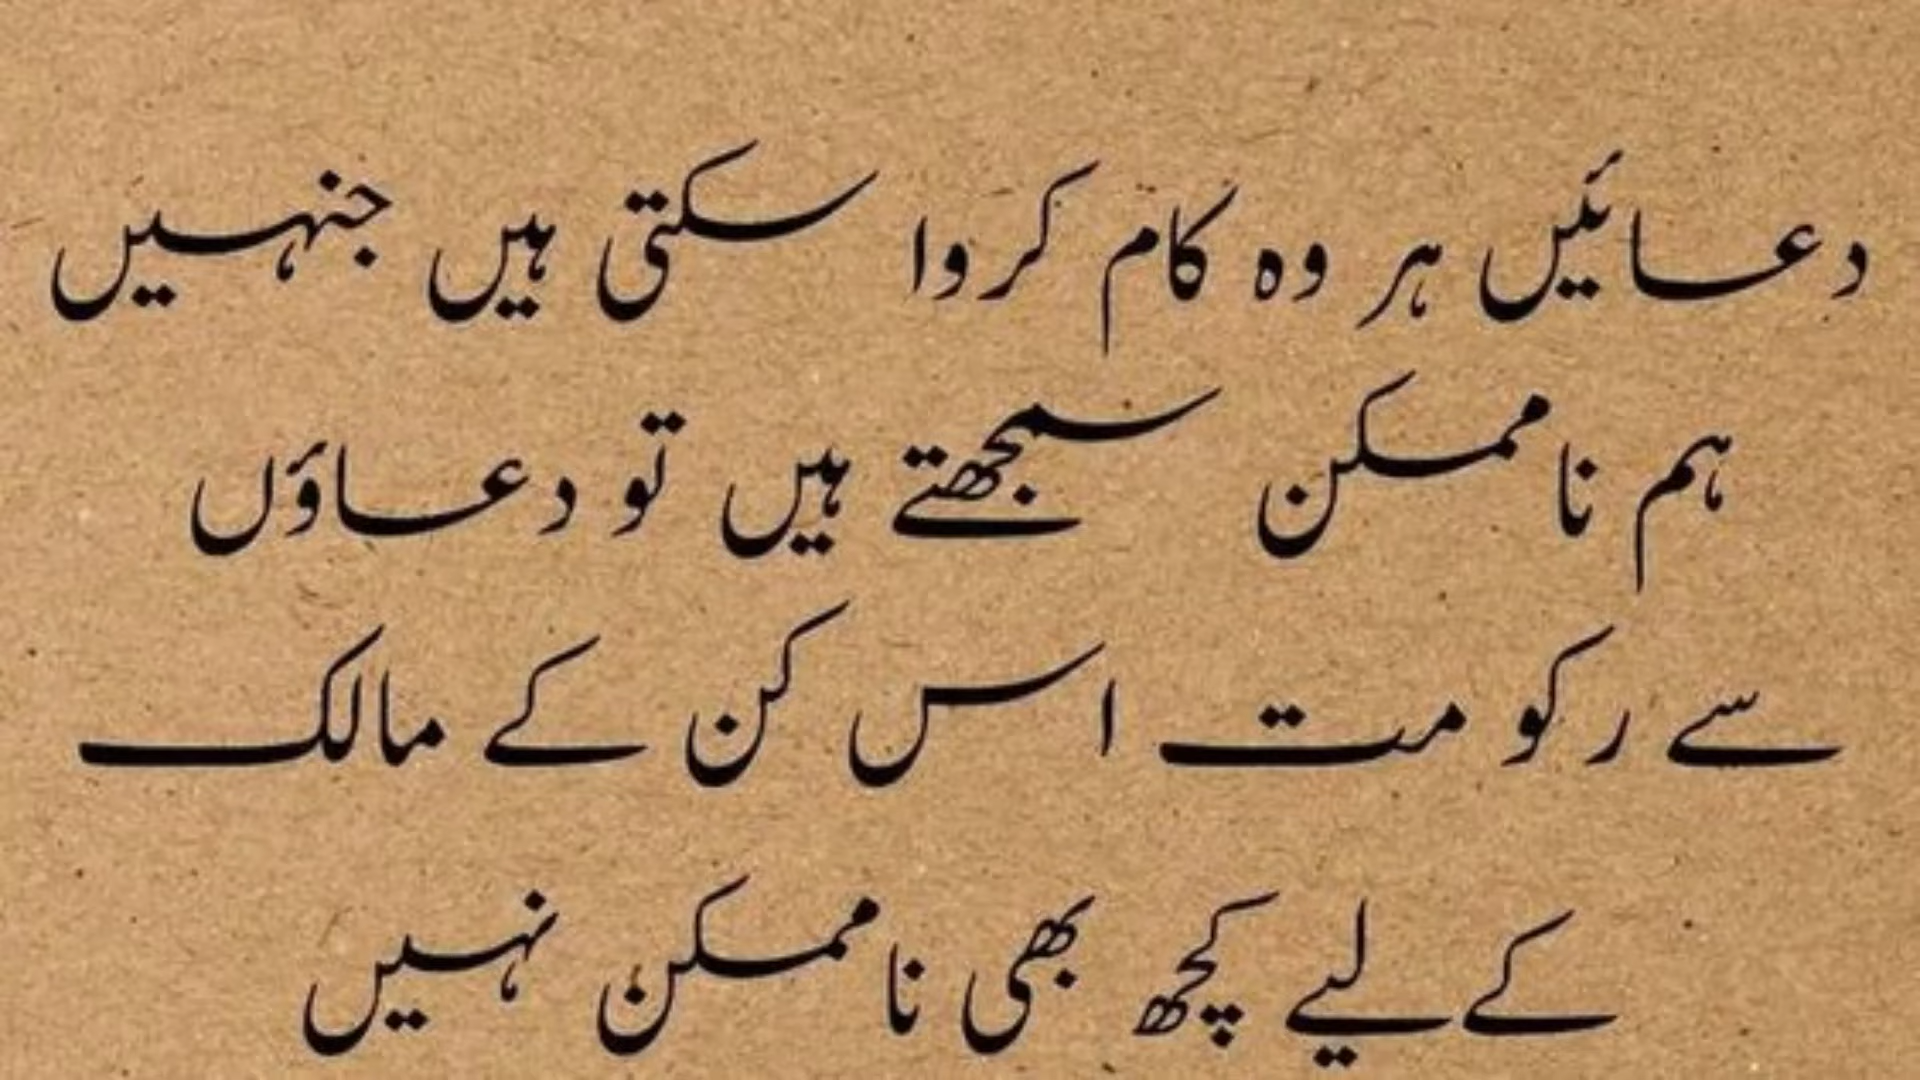 دعائیں ہر وہ کام کروا سکتی ہیں جنہیں
ہم ناممکن سمجھتے ہیں تو دعاؤں
سے رکو مت اس کن کے مالک
کے لیے کچھ بھی ناممکن نہیں